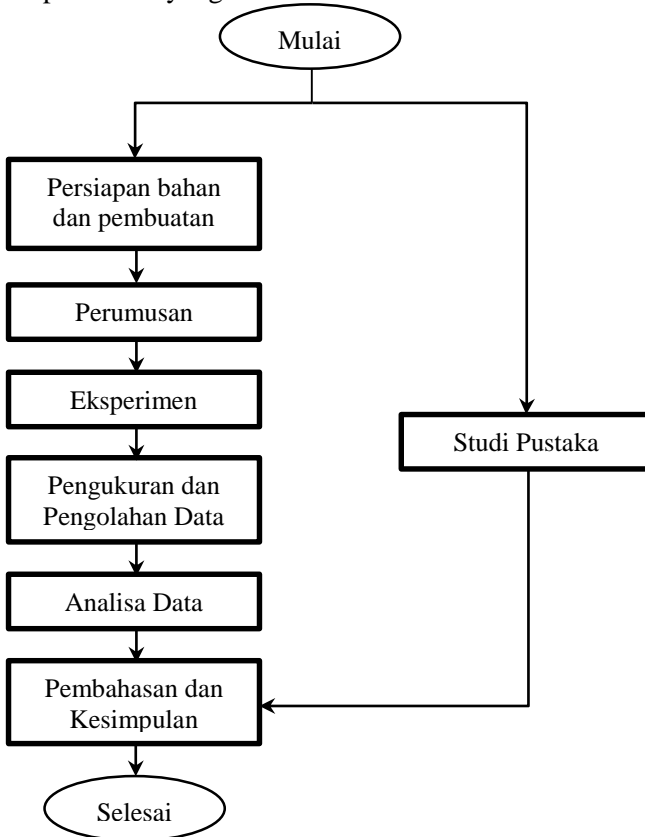 Mulai
Persiapan bahan
dan pembuatan
Perumusan
Eksperimen
Studi Pustaka
Pengukuran dan
Pengolahan Data
Analisa Data
Pembahasan dan
Kesimpulan
Selesai